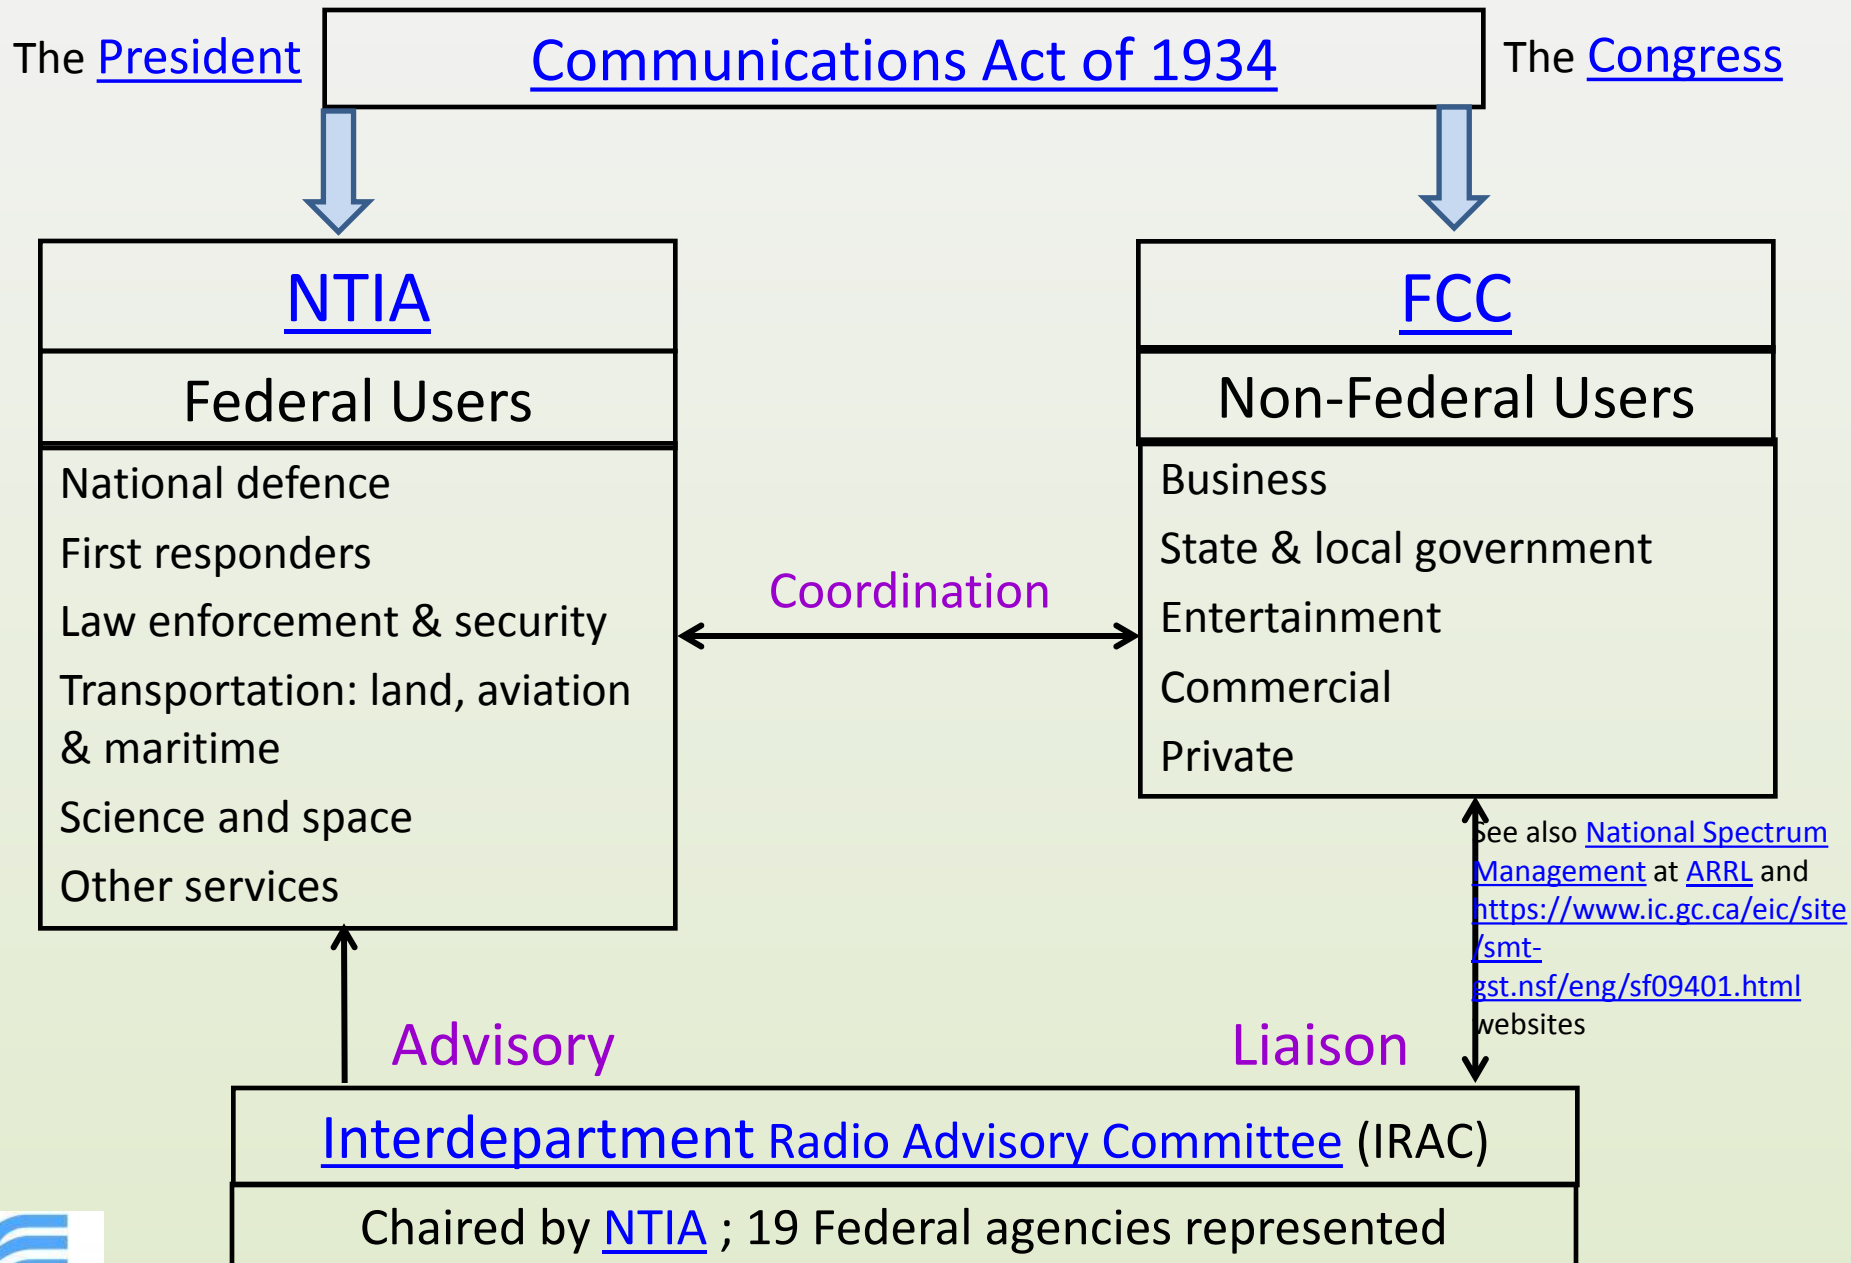 The President
Communications Act of 1934
The Congress
NTIA
Federal Users
National defence
First responders
Law enforcement & security
Transportation: land, aviation
& maritime
Science and space
Other services
Coordination
FCC
Non-Federal Users
Business
State & local government
Entertainment
Commercial
Private
See also National Spectrum
Management at ARRL and
https://www.ic.gc.ca/eic/site
/smt-
gst.nsf/eng/sf09401.html
websites
Advisory
Liaison
Interdepartment Radio Advisory Committee (IRAC)
Chaired by NTIA ; 19 Federal agencies represented